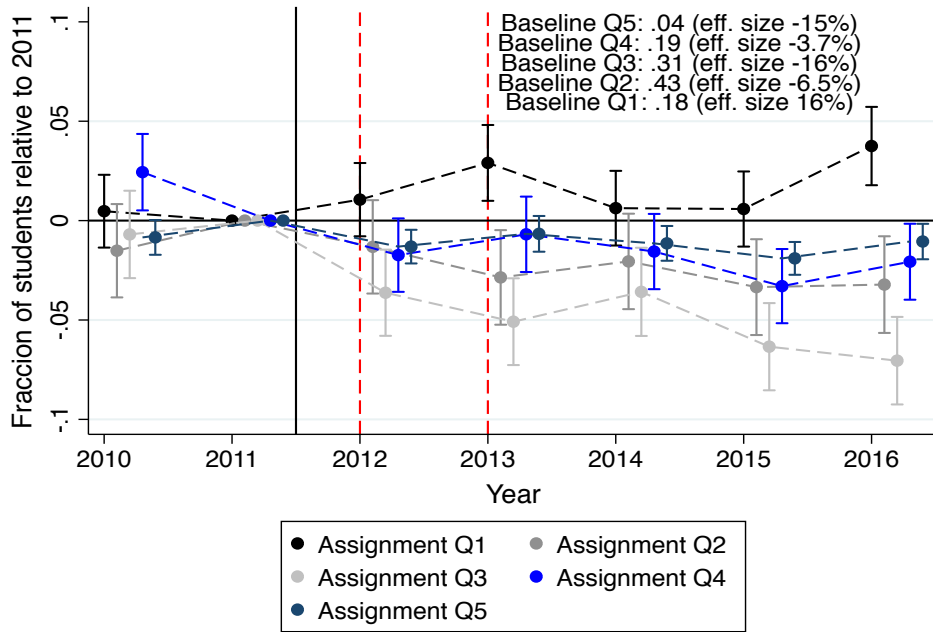 Baseline Q5: .04 (eff. size -15%)
Baseline Q4: .19 (eff. size -3.7%)
Baseline Q3: .31 (eff. size -16%)
Baseline Q2: .43 (eff. size -6.5%)
Baseline Q1: .18 (eff. size 16%)
Fraccion of students relative to 2011
.1
.05
0
-.05
-.1
2010 2011 2012 2013 2014 2015 2016
Year
Assignment Q1 Assignment Q2
Assignment Q3 Assignment Q4
Assignment Q5